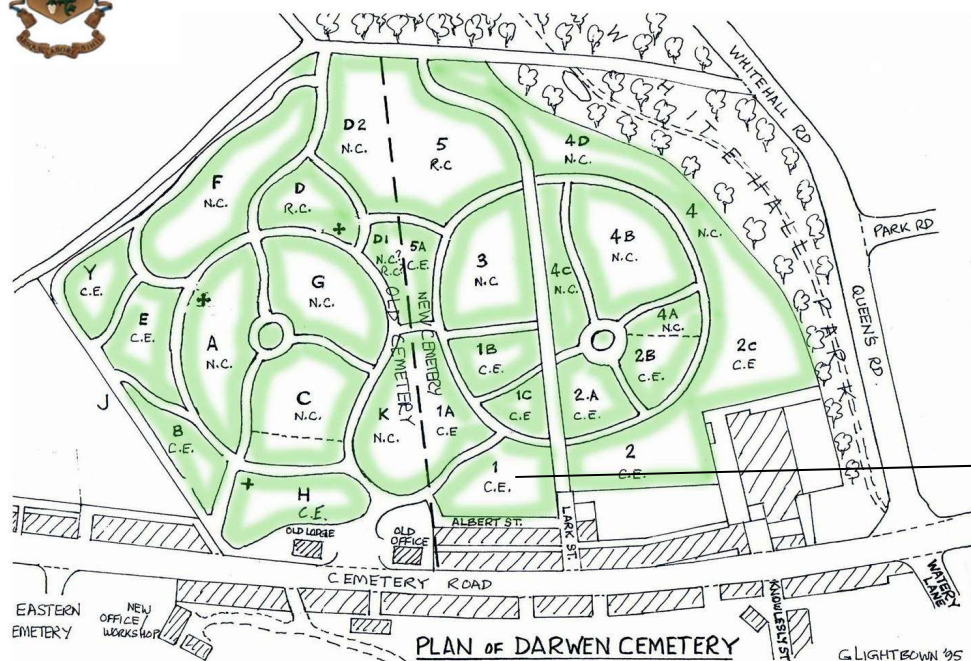 WHITEHALL RD
WHITEHALL PARK
PARK RD
QUEENS RD.
D2
N.C.
5
R.C
4D
N.C.
F
N.C.
D
R.C.
4
N.C.
D1
N.C?
R.C?
5A
C.E.
3
N.C
4C
N.C.
4B
N.C.
Y
C.E.
G
N.C.
OLD CEMETERY
NEW CEMETERY
E
C.E.
A
N.C.
4A
N.C.
1B
C.E.
2B
C.E.
2C
C.E
J
C
N.C.
K
N.C.
1A
C.E
1C
C.E
2.A
C.E.
B
C.E.
1
C.E.
2
C.E.
H
C.E.
OLD LODGE
OLD
OFFICE
ALBERT ST.
LARK ST.
CEMETERY ROAD
WATERY
LANE
KNOWLESLY ST
EASTERN
EMETERY
NEW
OFFICE
WORKSHOP
PLAN OF DARWEN CEMETERY
G LIGHTBOWN '95